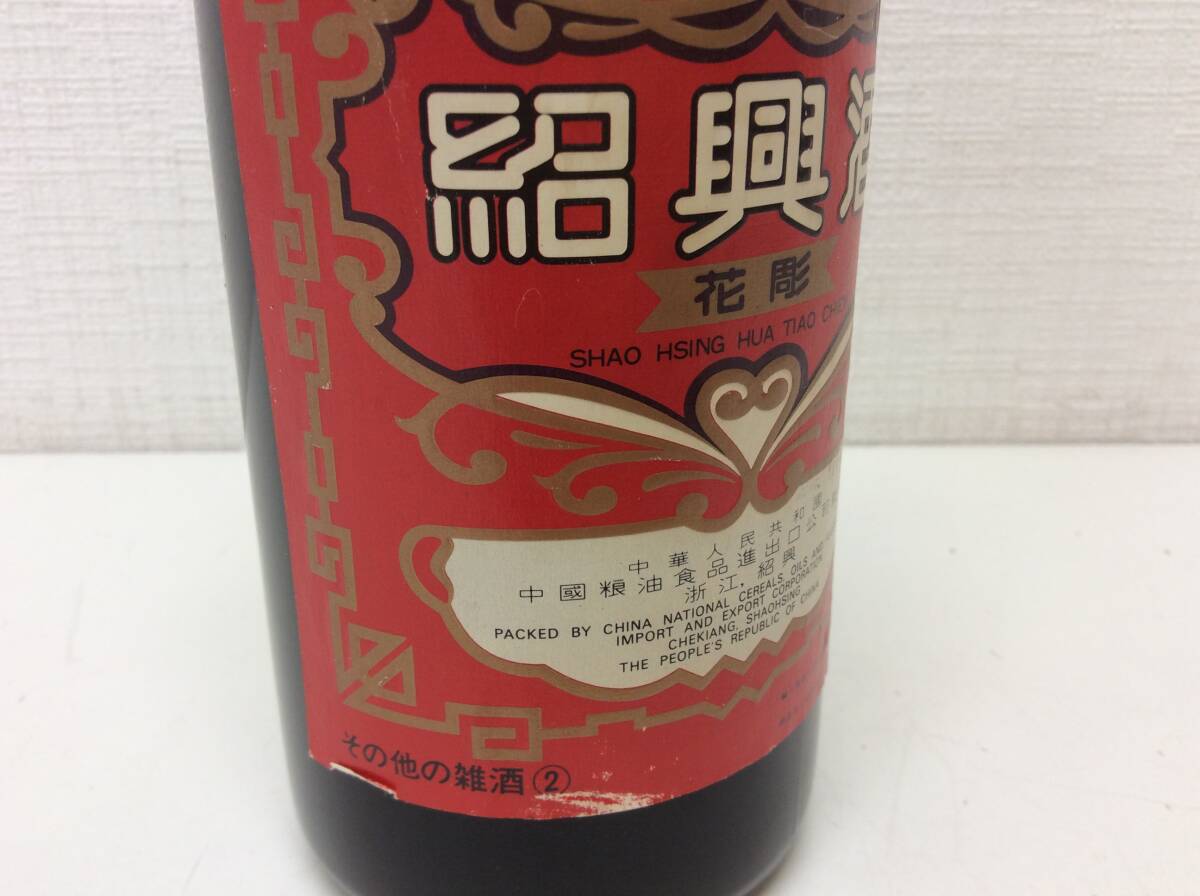 紹興酒
花彫
SHAO HSING HUA TIAO CHIEW
中華人民共和國
中國粮油食品進出口公司
浙江,紹興
PACKED BY CHINA NATIONAL CEREALS, OILS AND
IMPORT AND EXPORT CORPORATION,
CHEKIANG, SHAOHSING
THE PEOPLE'S REPUBLIC OF CHINA
その他の雑酒②